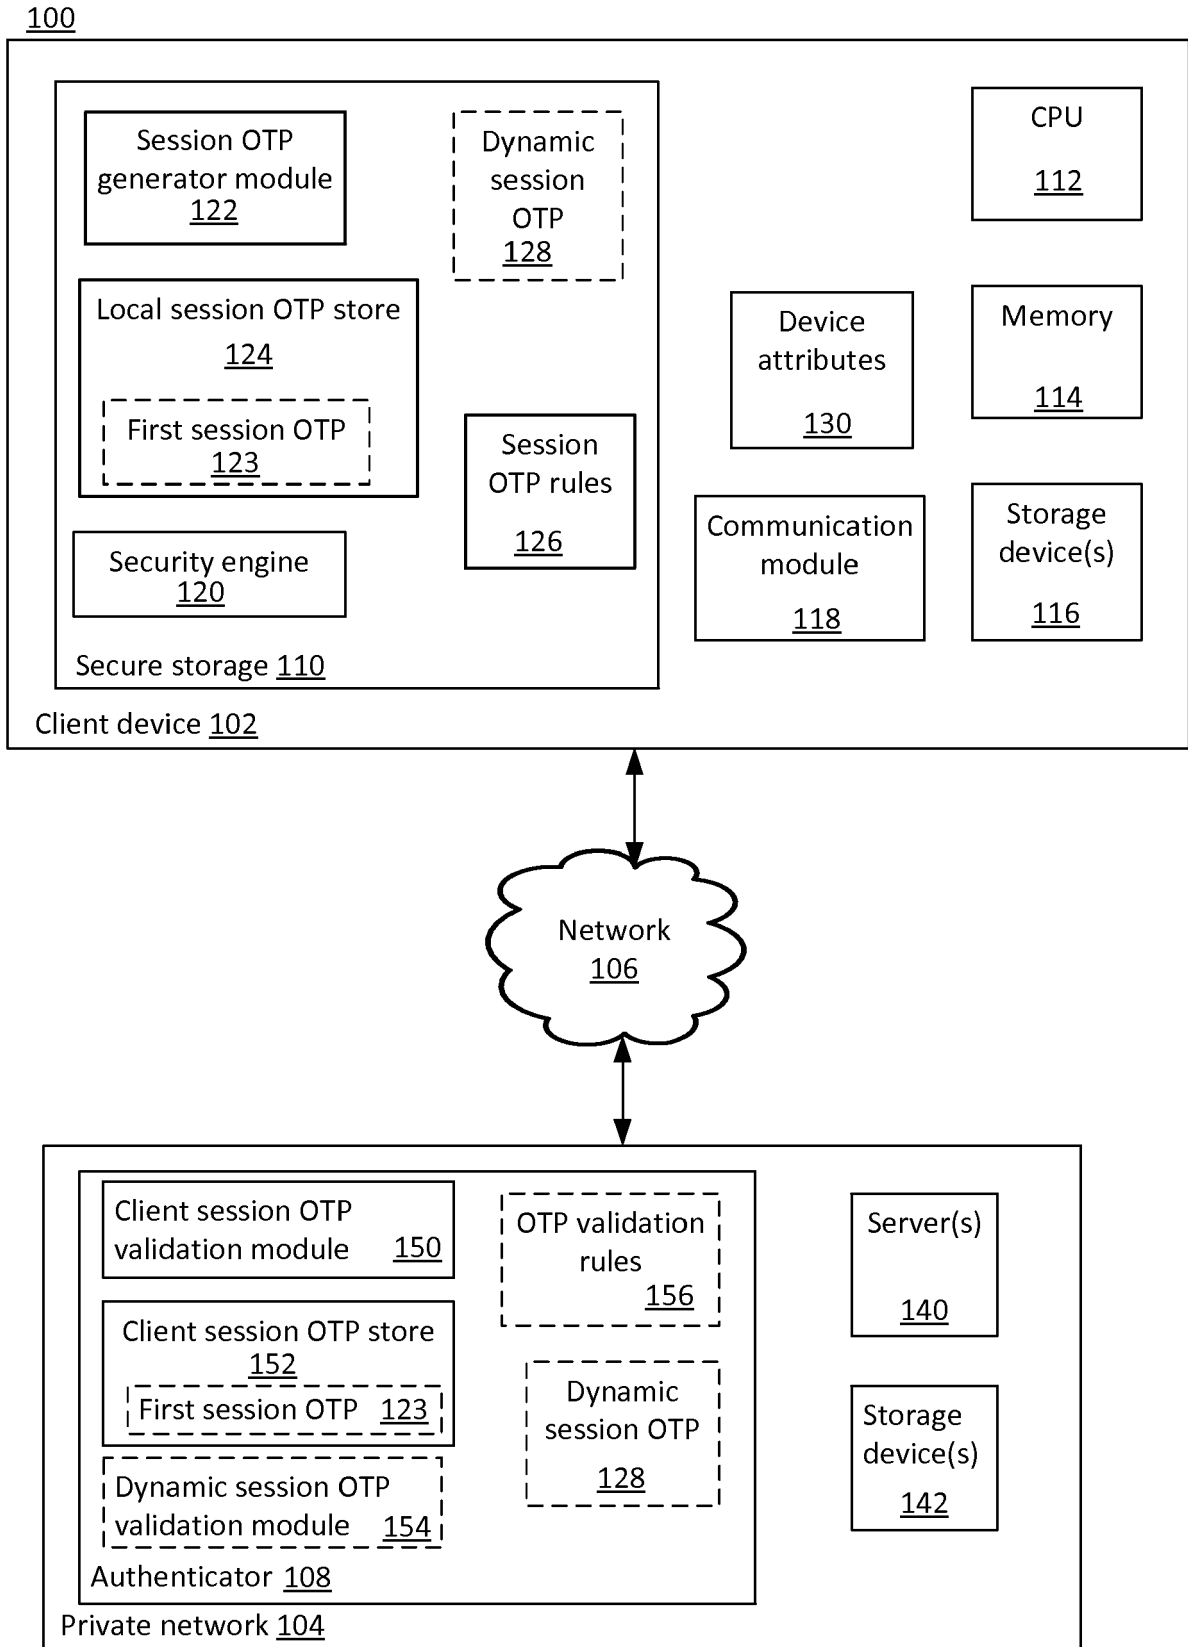 100
Session OTP
generator module
122
Dynamic
session
OTP
128
CPU
112
Local session OTP store
124
First session OTP
123
Device
attributes
130
Memory
114
Session
OTP rules
126
Communication
module
118
Storage
device(s)
116
Security engine
120
Secure storage 110
Client device 102
Network
106
Client session OTP
validation module 150
OTP validation
rules
156
Server(s)
140
Client session OTP store
152
First session OTP 123
Dynamic
session OTP
128
Storage
device(s)
142
Dynamic session OTP
validation module 154
Authenticator 108
Private network 104